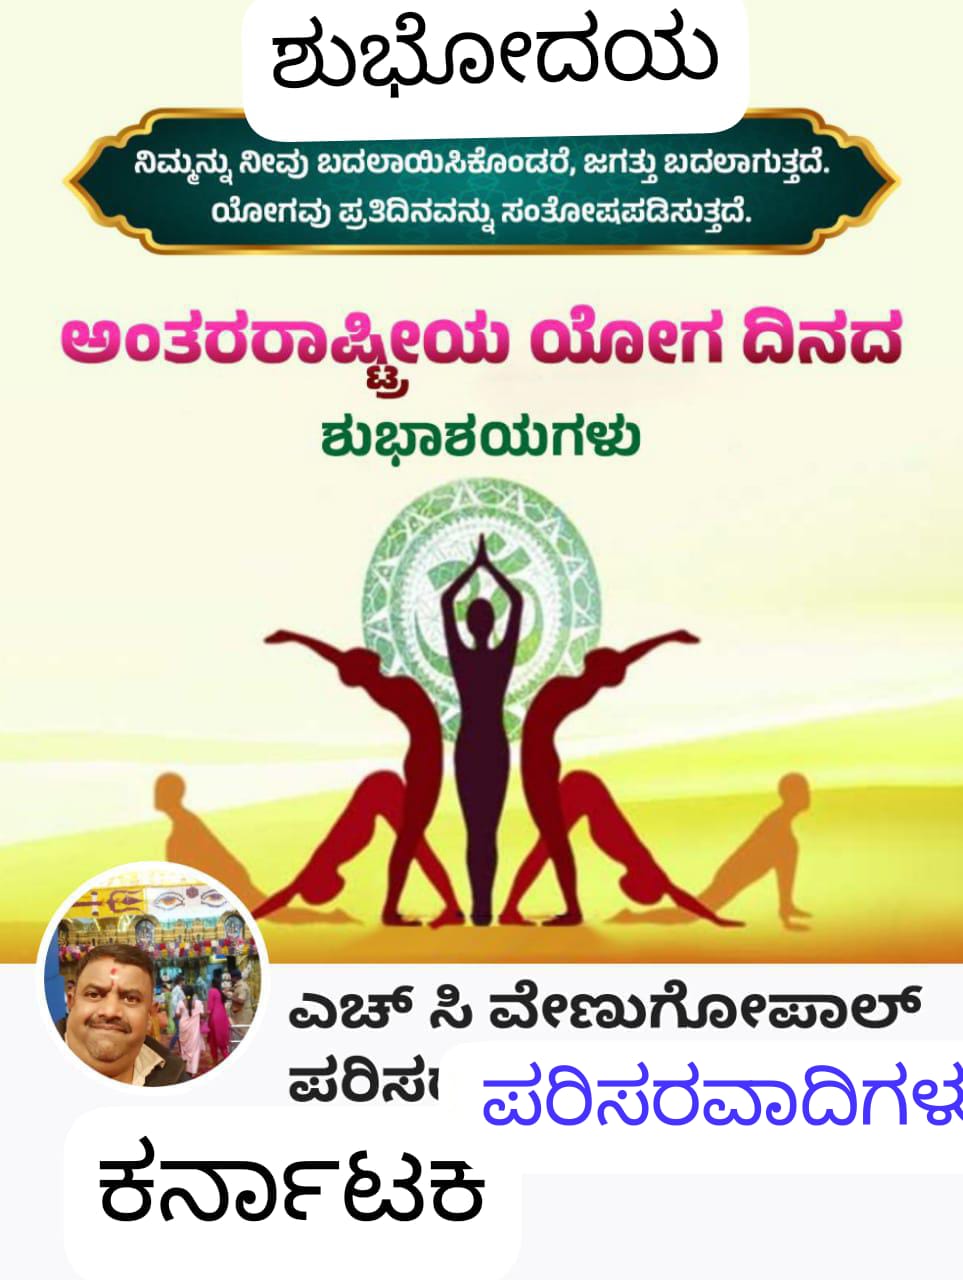 ಶುಭೋದಯ
ನಿಮ್ಮನ್ನು ನೀವು ಬದಲಾಯಿಸಿಕೊಂಡರೆ, ಜಗತ್ತು ಬದಲಾಗುತ್ತದೆ.
ಯೋಗವು ಪ್ರತಿದಿನವನ್ನು ಸಂತೋಷಪಡಿಸುತ್ತದೆ.
ಅಂತರರಾಷ್ಟ್ರೀಯ ಯೋಗ ದಿನದ
ಶುಭಾಶಯಗಳು
ॐ
ಎಚ್ ಸಿ ವೇಣುಗೋಪಾಲ್
ಪರಿಸರವಾದಿಗಳು
ಕರ್ನಾಟಕ